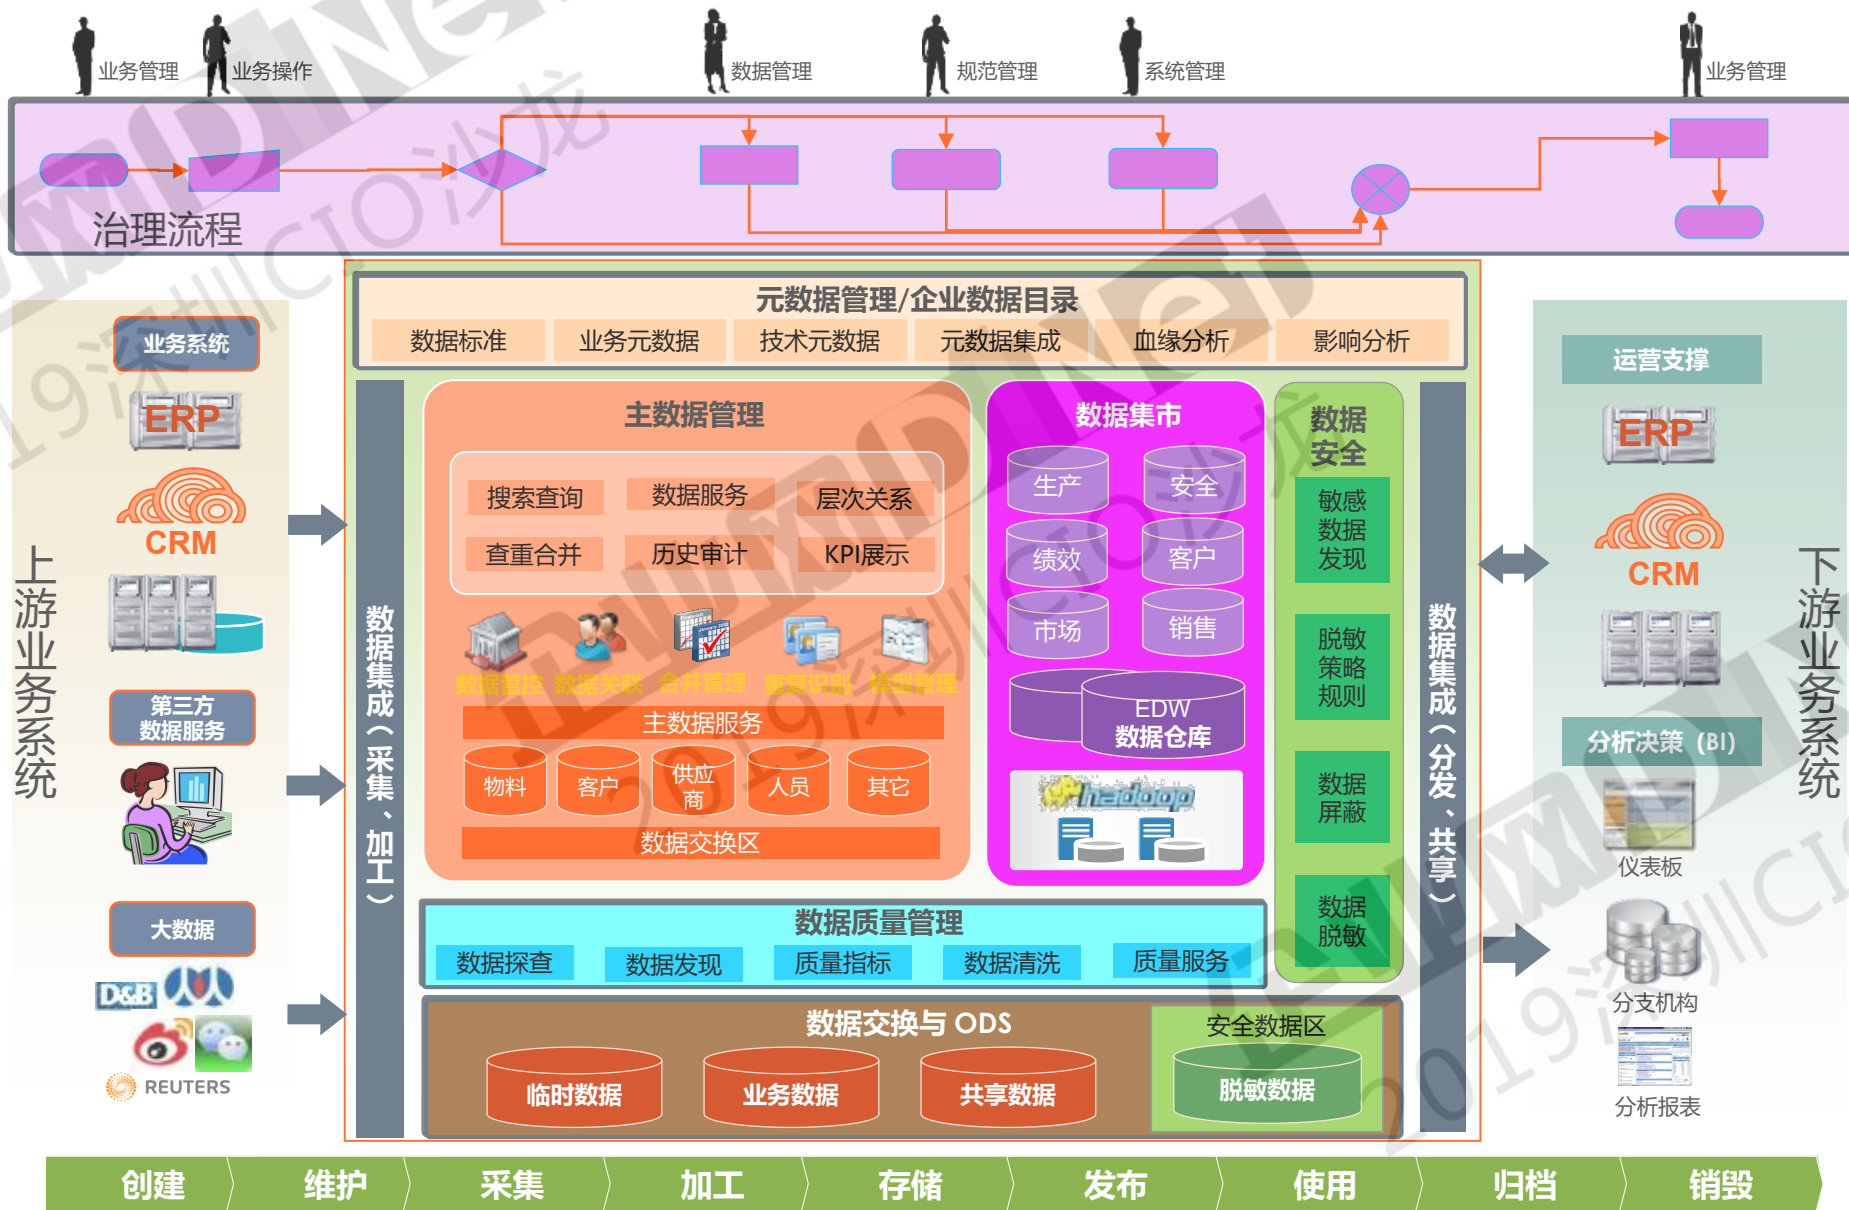 业务管理
业务操作
数据管理
规范管理
系统管理
业务管理
治理流程
元数据管理/企业数据目录
数据标准
业务元数据
技术元数据
元数据集成
血缘分析
影响分析
上游业务系统
业务系统
ERP
CRM
第三方
数据服务
大数据
D&B
REUTERS
数据集成（采集、加工）
主数据管理
搜索查询
数据服务
层次关系
查重合并
历史审计
KPI展示
数据管控
数据关联
合并管理
重复识别
模型管理
主数据服务
物料
客户
供应
商
人员
其它
数据交换区
数据集市
生产
安全
绩效
客户
市场
销售
EDW
数据仓库
hadoop
数据
安全
敏感
数据
发现
脱敏
策略
规则
数据
屏蔽
数据
脱敏
数据质量管理
数据探查
数据发现
质量指标
数据清洗
质量服务
数据交换与 ODS
临时数据
业务数据
共享数据
安全数据区
脱敏数据
数据集成（分发、共享）
运营支撑
ERP
CRM
分析决策（BI）
仪表板
分支机构
分析报表
下游业务系统
创建
维护
采集
加工
存储
发布
使用
归档
销毁
2019深圳CIO沙龙